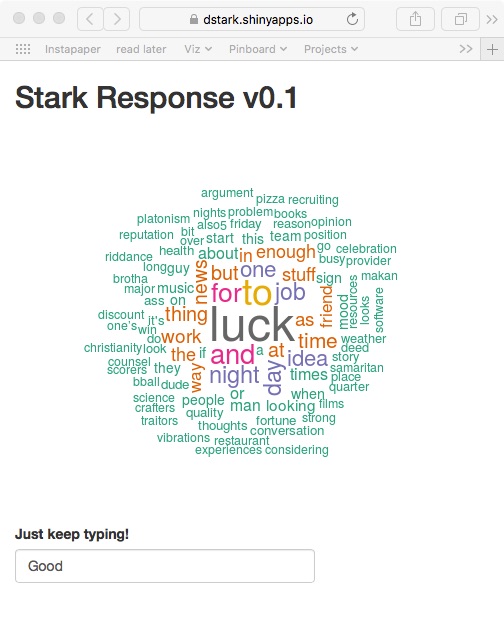 dstark.shinyapps.io
Instapaper read later Viz Pinboard Projects
Stark Response v0.1
argument pizza recruiting
platonism nights problem books
reputation bit also5 friday reason opinion
over start this team position
riddance health about in enough go celebration
longguy news but one stuff sign busy provider
brotha major music for to job friend mood resources looks software makan
ass on
discount it's thing luck as
one's win do work time weather
christianity look the if and a at idea deed
scorers they story
counsel way night day times place samaritan
bball dude or when quarter
science people man looking films
crafters quality fortune strong
traitors thoughts conversation
vibrations restaurant
experiences considering
Just keep typing!
Good